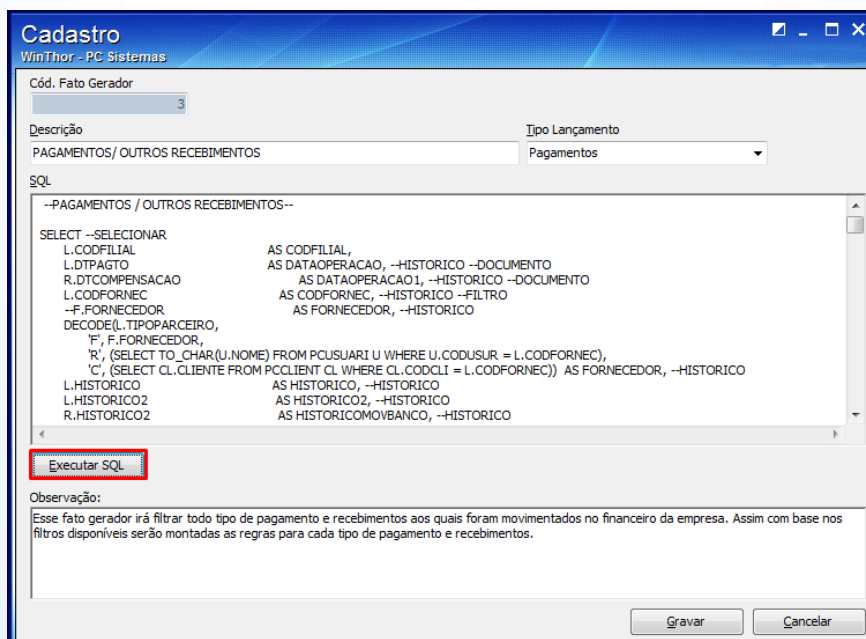 Cadastro
WinThor - PC Sistemas
Cód. Fato Gerador
3
Descrição Tipo Lançamento
PAGAMENTOS/ OUTROS RECEBIMENTOS Pagamentos
SQL
--PAGAMENTOS / OUTROS RECEBIMENTOS--
SELECT --SELECIONAR
L.CODFILIAL AS CODFILIAL,
L.DTPAGTO AS DATAOPERACAO, --HISTORICO --DOCUMENTO
R.DTCOMPENSACAO AS DATAOPERACAO1, --HISTORICO --DOCUMENTO
L.CODFORNEC AS CODFORNEC, --HISTORICO --FILTRO
--F.FORNECEDOR AS FORNECEDOR, --HISTORICO
DECODE(L.TIPOPARCEIRO,
'F', F.FORNECEDOR,
'R', (SELECT TO_CHAR(U.NOME) FROM PCUSUARI U WHERE U.CODUSUR = L.CODFORNEC),
'C', (SELECT CL.CLIENTE FROM PCCLIENT CL WHERE CL.CODCLI = L.CODFORNEC)) AS FORNECEDOR, --HISTORICO
L.HISTORICO AS HISTORICO, --HISTORICO
L.HISTORICO2 AS HISTORICO2, --HISTORICO
R.HISTORICO2 AS HISTORICOMOVBANCO, --HISTORICO
Executar SQL
Observação:
Esse fato gerador irá filtrar todo tipo de pagamento e recebimentos aos quais foram movimentados no financeiro da empresa. Assim com base nos
filtros disponíveis serão montadas as regras para cada tipo de pagamento e recebimentos.
Gravar Cancelar